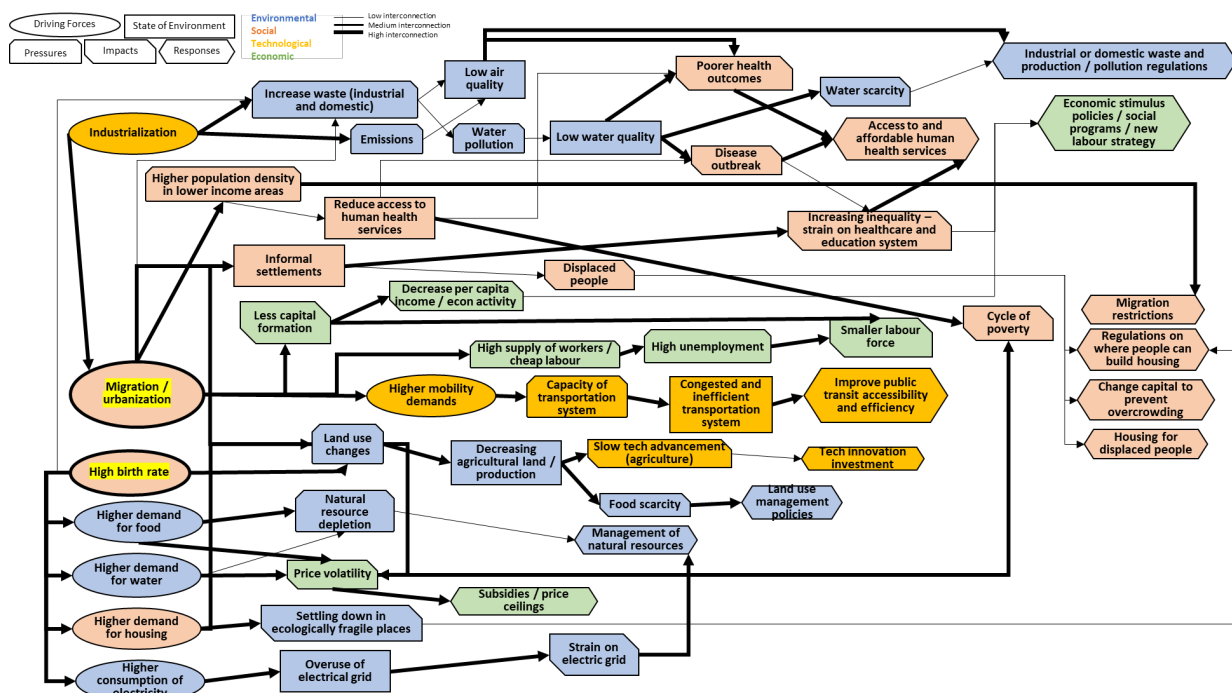 Driving Forces
State of Environment
Pressures
Impacts
Responses
Environmental
Social
Technological
Economic
Low interconnection
Medium interconnection
High interconnection
Industrialization
Increase waste (industrial
and domestic)
Emissions
Low air
quality
Water
pollution
Low water quality
Poorer health
outcomes
Disease
outbreak
Water scarcity
Industrial or domestic waste and
production / pollution regulations
Access to and
affordable human
health services
Economic stimulus
policies / social
programs / new
labour strategy
Higher population density
in lower income areas
Reduce access to
human health
services
Increasing inequality –
strain on healthcare and
education system
Informal
settlements
Displaced
people
Decrease per capita
income / econ activity
Less capital
formation
High supply of workers /
cheap labour
High unemployment
Smaller labour
force
Cycle of
poverty
Migration
restrictions
Regulations on
where people can
build housing
Change capital to
prevent
overcrowding
Housing for
displaced people
Migration /
urbanization
Higher mobility
demands
Capacity of
transportation
system
Congested and
inefficient
transportation
system
Improve public
transit accessibility
and efficiency
High birth rate
Land use
changes
Decreasing
agricultural land /
production
Slow tech advancement
(agriculture)
Tech innovation
investment
Food scarcity
Land use
management
policies
Higher demand
for food
Natural
resource
depletion
Management of
natural resources
Higher demand
for water
Price volatility
Subsidies / price
ceilings
Higher demand
for housing
Settling down in
ecologically fragile places
Higher
consumption of
electricity
Overuse of
electrical grid
Strain on
electric grid